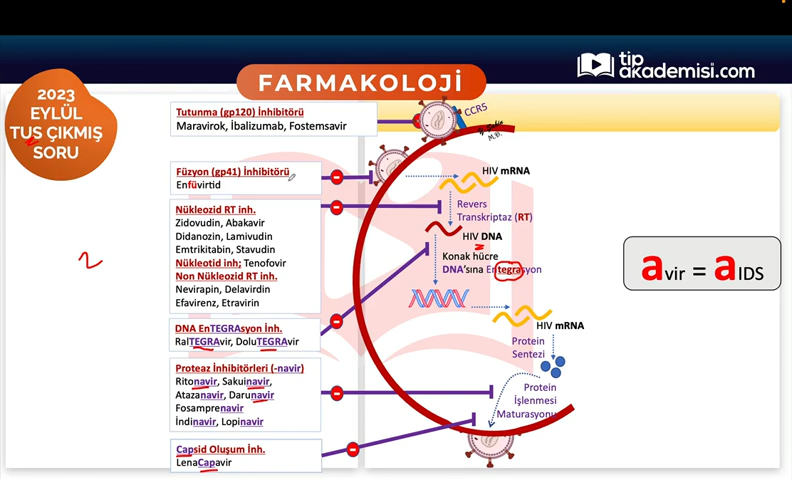 tıp
akademisi.com
FARMAKOLOJİ
2023
EYLÜL
TUS ÇIKMIŞ
SORU
Tutunma (gp120) İnhibitörü
Maravirok, İbalizumab, Fostemsavir
CCR5
Füzyon (gp41) İnhibitörü
Enfüvirtid
HIV mRNA
Nükleozid RT inh.
Zidovudin, Abakavir
Didanozin, Lamivudin
Emtrikitabin, Stavudin
Nükleotid inh; Tenofovir
Non Nükleozid RT inh.
Nevirapin, Delavirdin
Efavirenz, Etravirin
Revers
Transkriptaz (RT)
HIV DNA
Konak hücre
DNA'sına Entegrasyon
2
avir = aIDS
DNA EnTEGRAsyon İnh.
RalTEGRAvir, DoluTEGRAvir
HIV mRNA
Protein
Sentezi
Proteaz İnhibitörleri (-navir)
Ritonavir, Sakuinavir,
Atazanavir, Darunavir
Fosamprenavir
İndinavir, Lopinavir
Protein
İşlenmesi
Maturasyonu
Capsid Oluşum İnh.
LenaCapavir